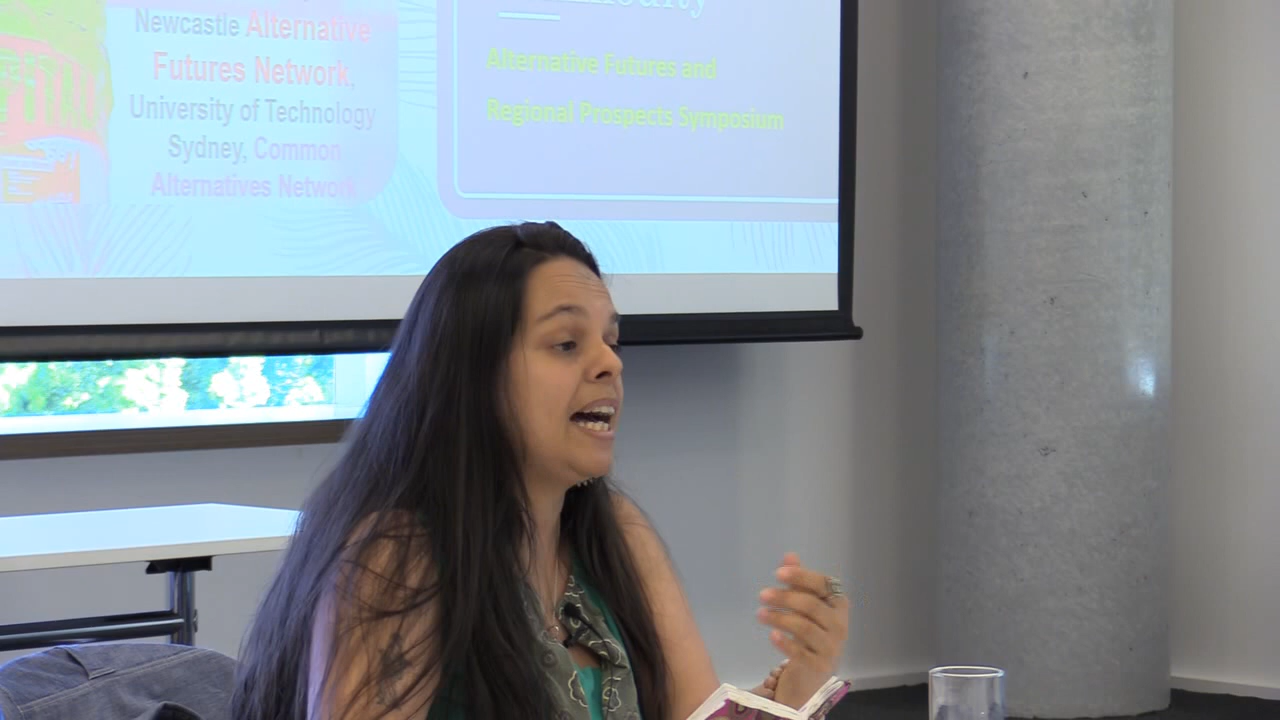 Newcastle Alternative
Futures Network,
University of Technology
Sydney, Common
Alternatives Network
Alternative Futures and
Regional Prospects Symposium